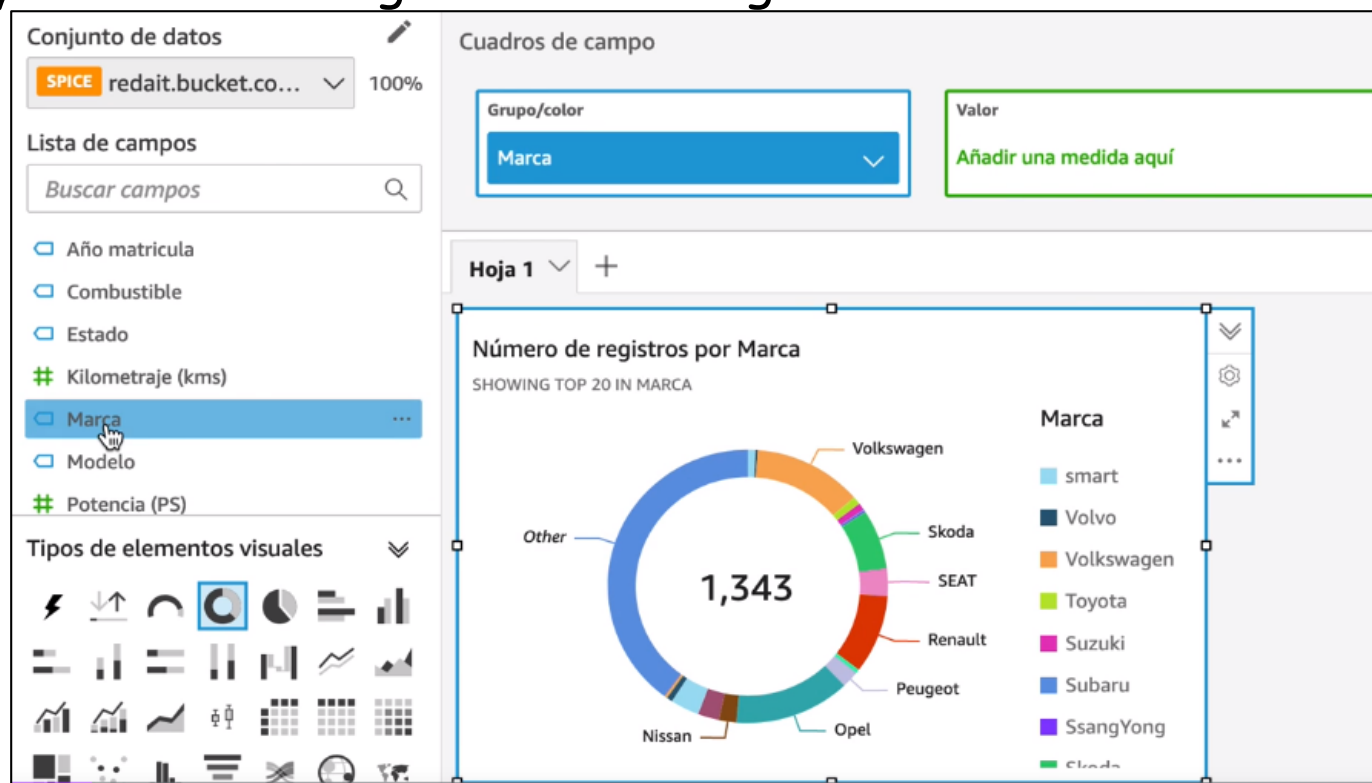 Conjunto de datos
SPICE redait.bucket.co... 100%
Lista de campos
Buscar campos
Año matricula
Combustible
Estado
Kilometraje (kms)
Marca
Modelo
Potencia (PS)
Tipos de elementos visuales
Cuadros de campo
Grupo/color
Marca
Valor
Añadir una medida aquí
Hoja 1
Número de registros por Marca
SHOWING TOP 20 IN MARCA
Volkswagen
Other
Skoda
1,343
SEAT
Renault
Peugeot
Opel
Nissan
Marca
smart
Volvo
Volkswagen
Toyota
Suzuki
Subaru
SsangYong
Skoda